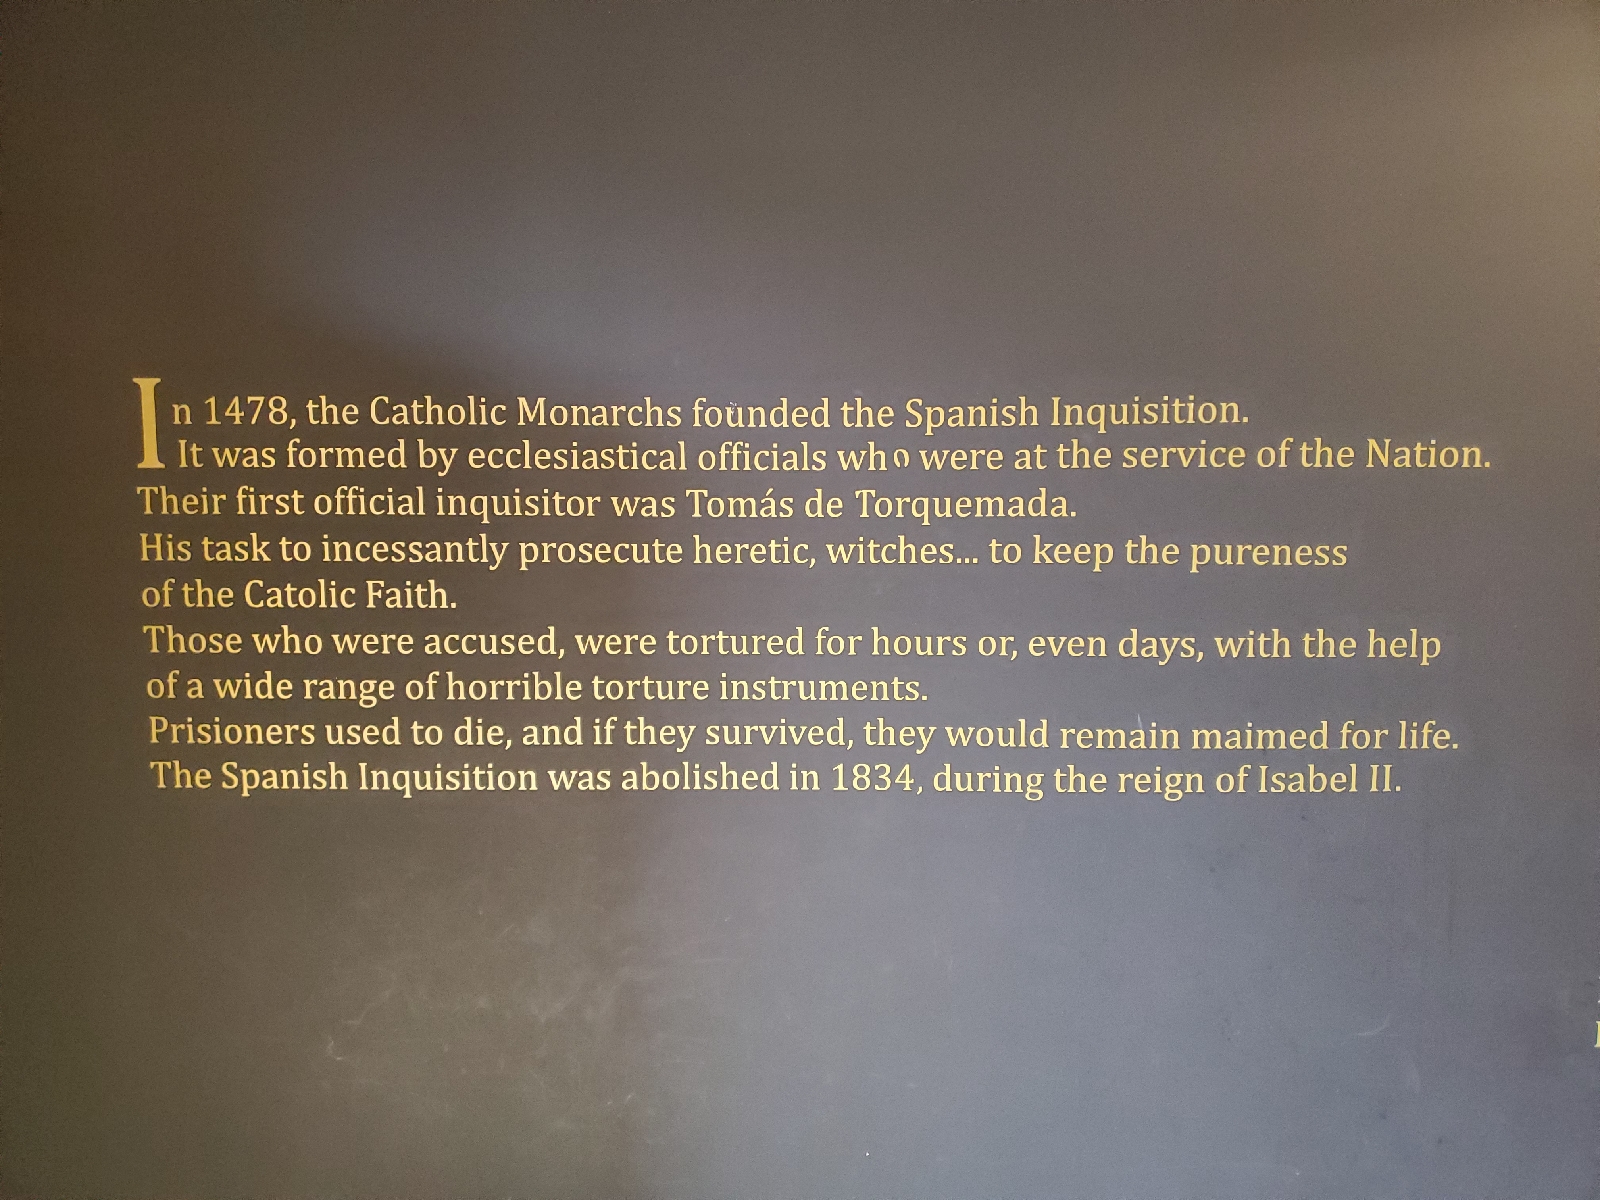 In 1478, the Catholic Monarchs founded the Spanish Inquisition.
It was formed by ecclesiastical officials who were at the service of the Nation.
Their first official inquisitor was Tomás de Torquemada.
His task to incessantly prosecute heretic, witches... to keep the pureness
of the Catolic Faith.
Those who were accused, were tortured for hours or, even days, with the help
of a wide range of horrible torture instruments.
Prisioners used to die, and if they survived, they would remain maimed for life.
The Spanish Inquisition was abolished in 1834, during the reign of Isabel II.